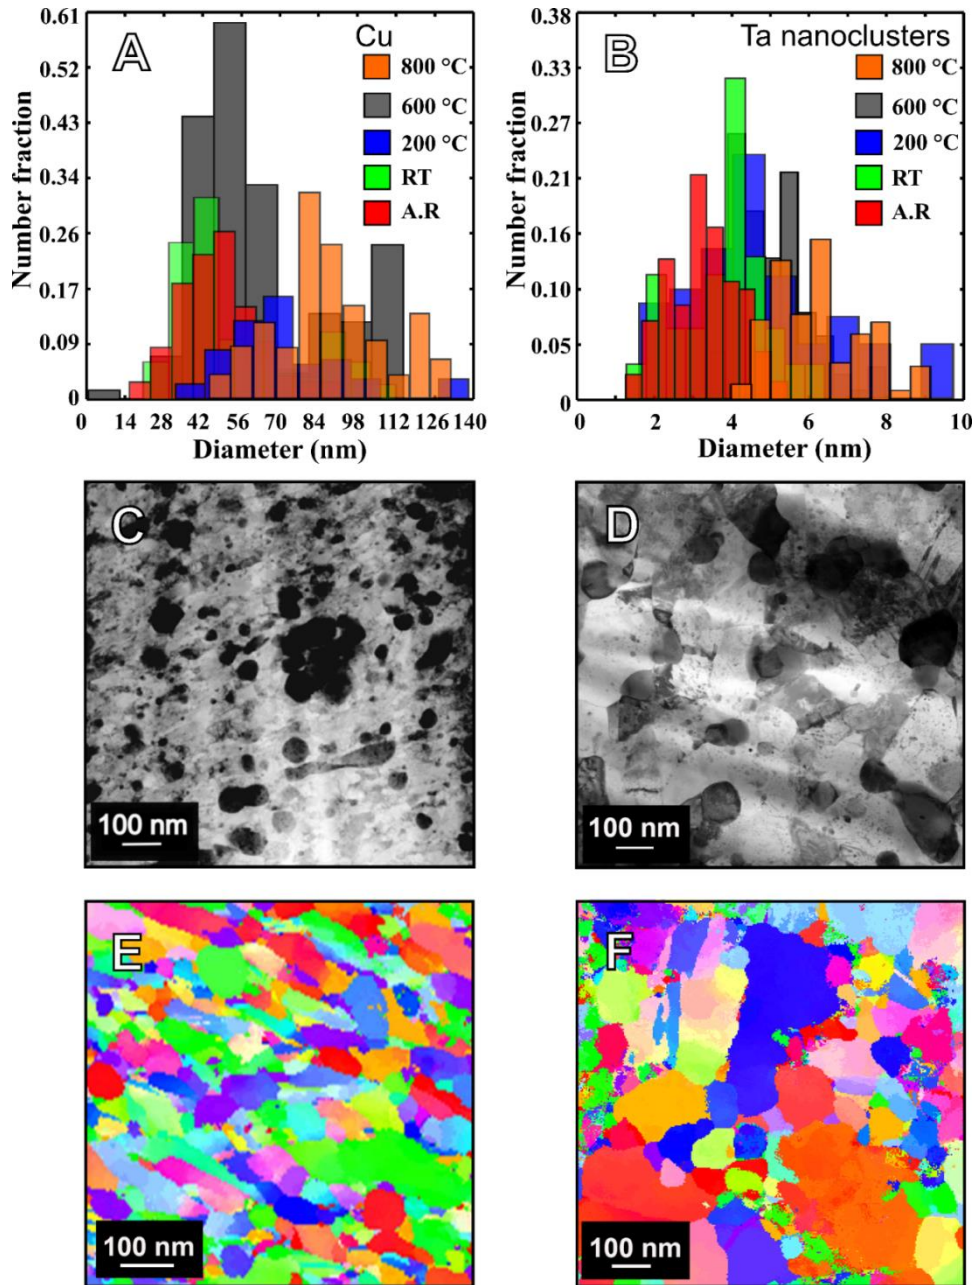 A
Cu
800 °C
600 °C
200 °C
RT
A.R
Number fraction
0.61
0.52
0.43
0.34
0.26
0.17
0.09
0
0 14 28 42 56 70 84 98 112 126 140
Diameter (nm)
B
Ta nanoclusters
800 °C
600 °C
200 °C
RT
A.R
Number fraction
0.38
0.33
0.27
0.21
0.16
0.10
0.05
0
2 4 6 8 10
Diameter (nm)
C
100 nm
D
100 nm
E
100 nm
F
100 nm